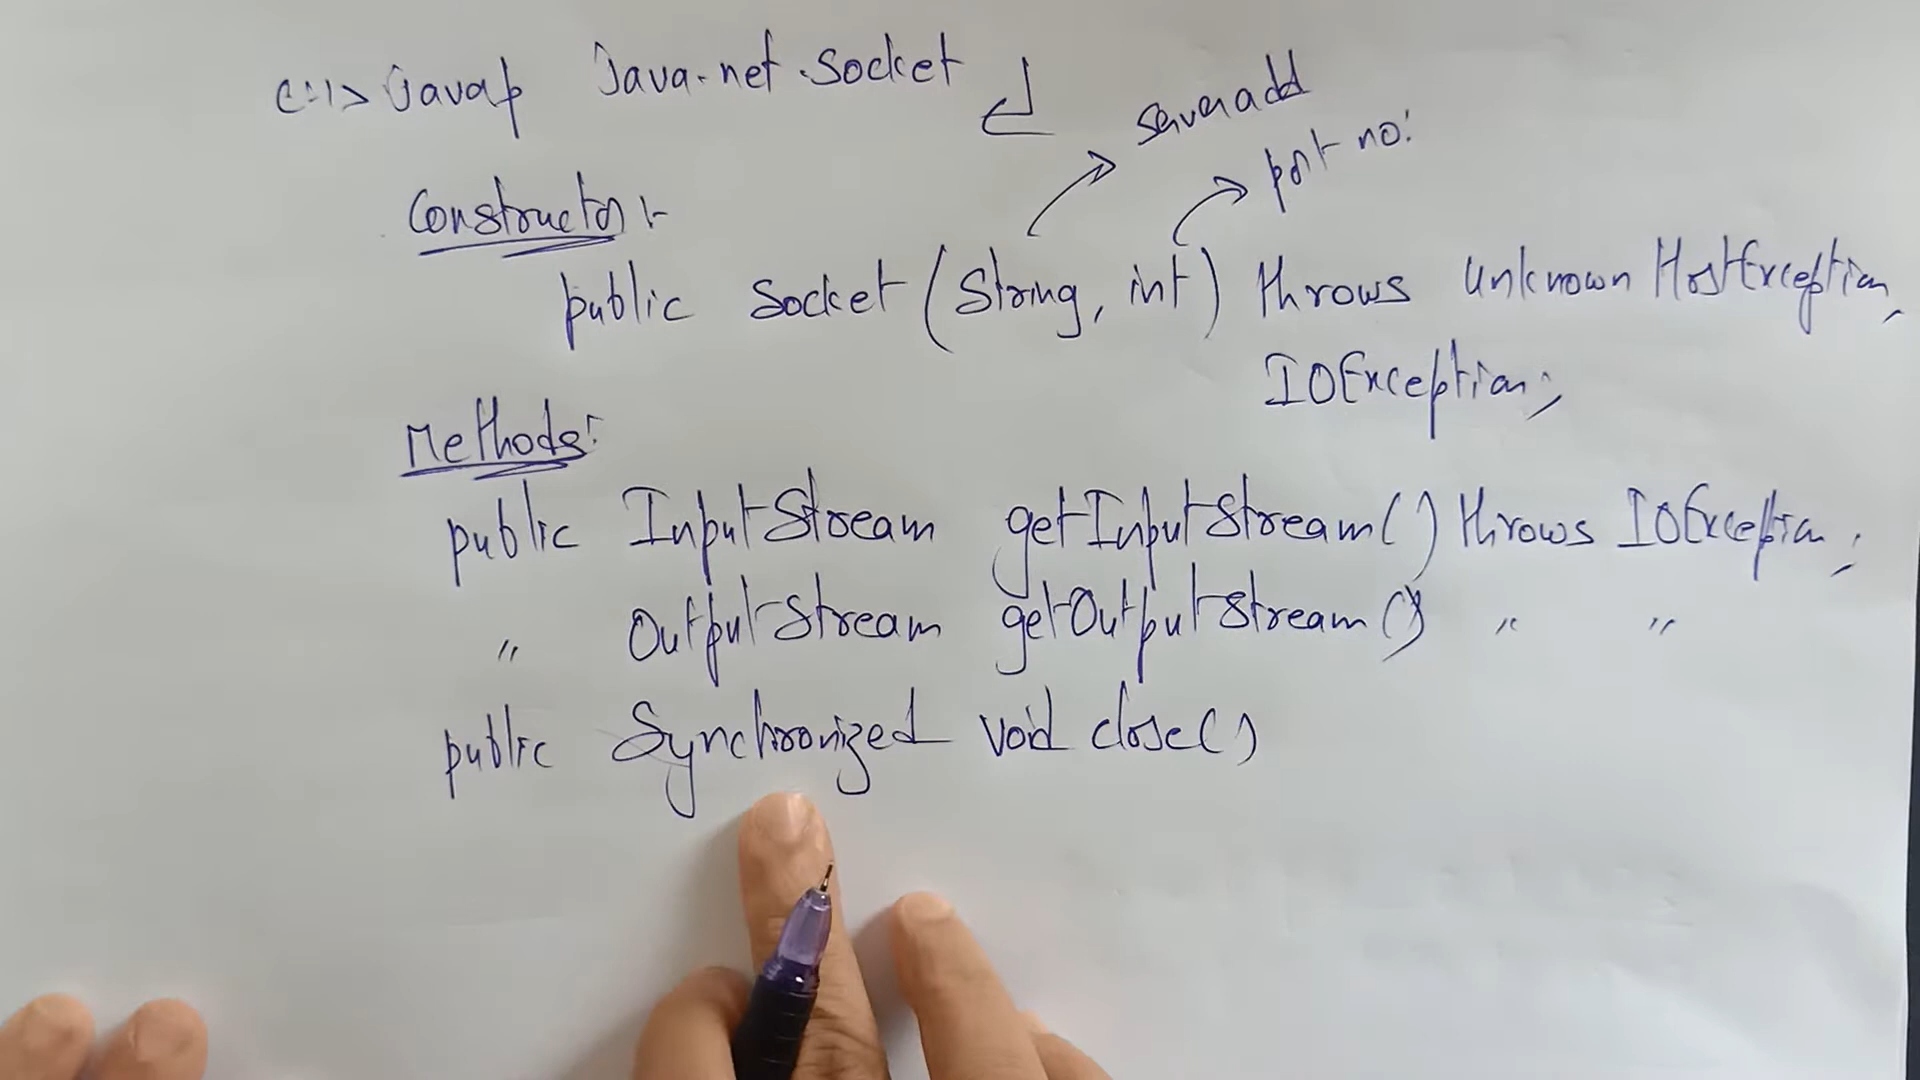 C:\> Javap Java.net.Socket ↵
server add
port no:
Constructor :-
public Socket (String, int) throws UnknownHostException,
IOException;
Methods:
public InputStream getInputStream() throws IOException;
" OutputStream getOutputStream() " "
public Synchronized void close()